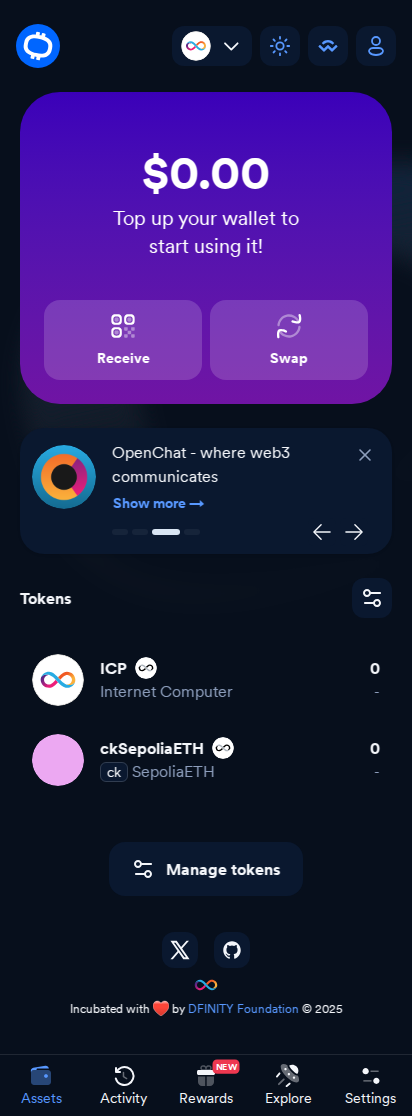 $0.00
Top up your wallet to
start using it!
Receive
Swap
OpenChat - where web3
communicates
Show more →
Tokens
ICP
0
Internet Computer
-
ckSepoliaETH
0
ck SepoliaETH
-
Manage tokens
Incubated with ❤️ by DFINITY Foundation © 2025
NEW
Assets
Activity
Rewards
Explore
Settings